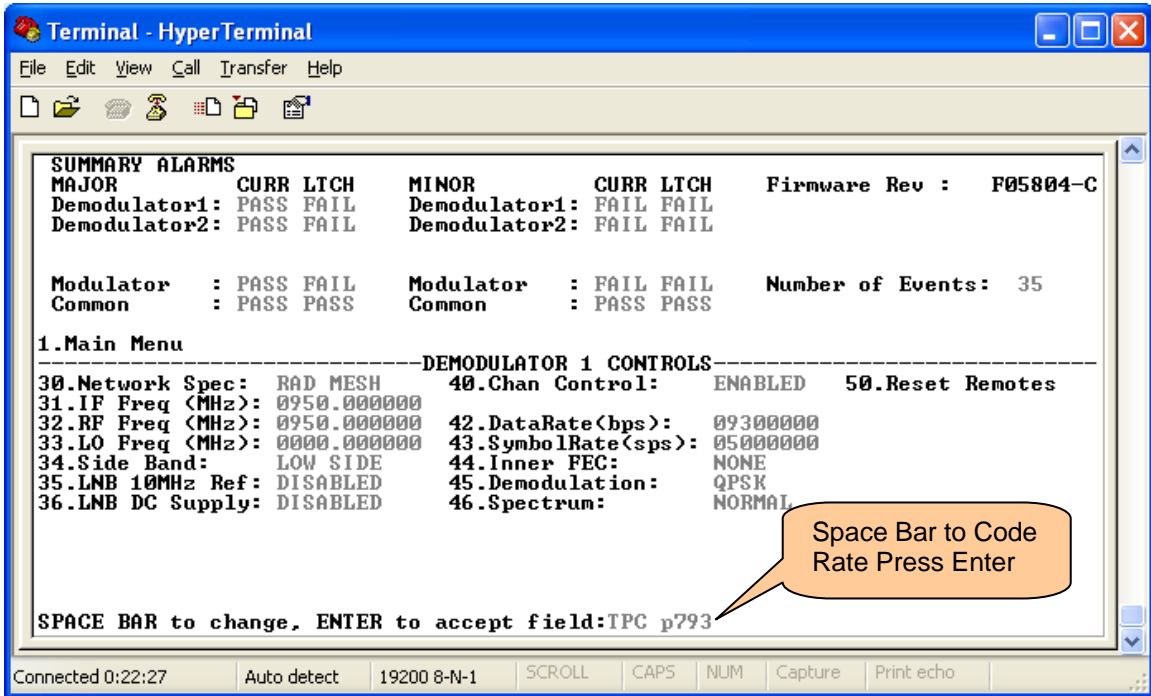 Terminal - HyperTerminal
File Edit View Call Transfer Help
SUMMARY ALARMS
MAJOR CURR LTCH MINOR CURR LTCH Firmware Rev : F05804-C
Demodulator1: PASS FAIL Demodulator1: FAIL FAIL
Demodulator2: PASS FAIL Demodulator2: FAIL FAIL
Modulator : PASS FAIL Modulator : FAIL FAIL Number of Events: 35
Common : PASS PASS Common : PASS PASS
1.Main Menu
DEMODULATOR 1 CONTROLS
30.Network Spec: RAD MESH 40.Chan Control: ENABLED 50.Reset Remotes
31.IF Freq (MHz): 0950.000000
32.RF Freq (MHz): 0950.000000 42.DataRate(bps): 09300000
33.LO Freq (MHz): 0000.000000 43.SymbolRate(sps): 05000000
34.Side Band: LOW SIDE 44.Inner FEC: NONE
35.LNB 10MHz Ref: DISABLED 45.Demodulation: QPSK
36.LNB DC Supply: DISABLED 46.Spectrum: NORMAL
Space Bar to Code
Rate Press Enter
SPACE BAR to change, ENTER to accept field:TPC p793
Connected 0:22:27 Auto detect 19200 8-N-1 SCROLL CAPS NUM Capture Print echo